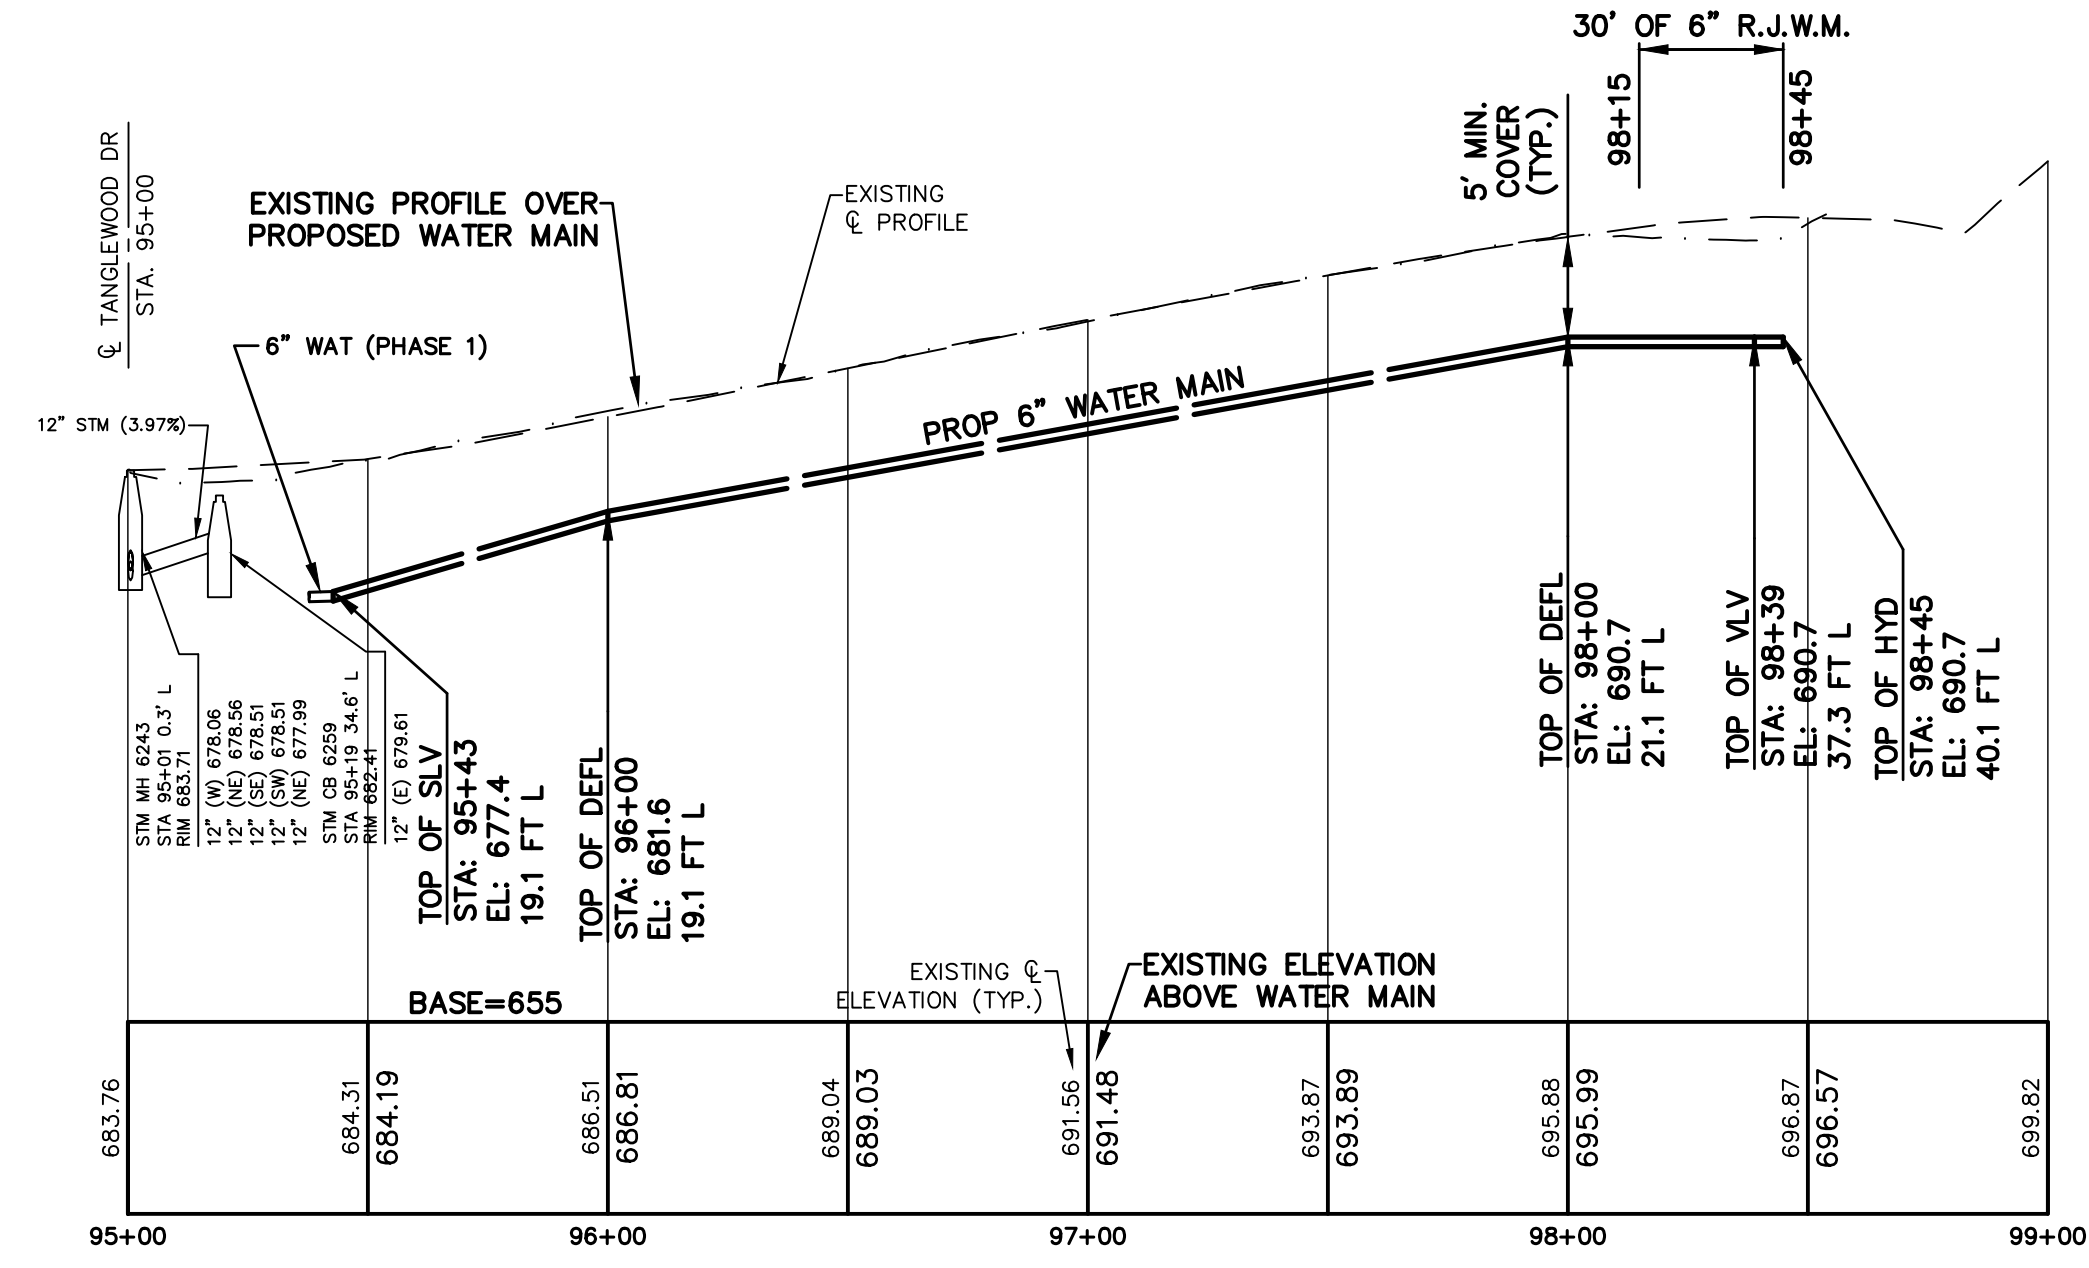 30' OF 6" R.J.W.M.
98+15
98+45
5' MIN.
COVER
(TYP.)
℄ TANGLEWOOD DR
STA. 95+00
EXISTING PROFILE OVER
PROPOSED WATER MAIN
EXISTING
℄ PROFILE
6" WAT (PHASE 1)
12" STM (3.97%)
PROP 6" WATER MAIN
STM MH 6243
STA 95+01 0.3' L
RIM 683.71
12" (W) 678.06
12" (NE) 678.56
12" (SE) 678.51
12" (SW) 678.51
12" (NE) 677.99
STM CB 6259
STA 95+19 34.6' L
RIM 682.41
12" (E) 679.61
TOP OF SLV
STA: 95+43
EL: 677.4
19.1 FT L
TOP OF DEFL
STA: 96+00
EL: 681.6
19.1 FT L
TOP OF DEFL
STA: 98+00
EL: 690.7
21.1 FT L
TOP OF VLV
STA: 98+39
EL: 690.7
37.3 FT L
TOP OF HYD
STA: 98+45
EL: 690.7
40.1 FT L
BASE=655
EXISTING ℄
ELEVATION (TYP.)
EXISTING ELEVATION
ABOVE WATER MAIN
683.76
684.31
684.19
686.51
686.81
689.04
689.03
691.56
691.48
693.87
693.89
695.88
695.99
696.87
696.57
699.82
95+00
96+00
97+00
98+00
99+00